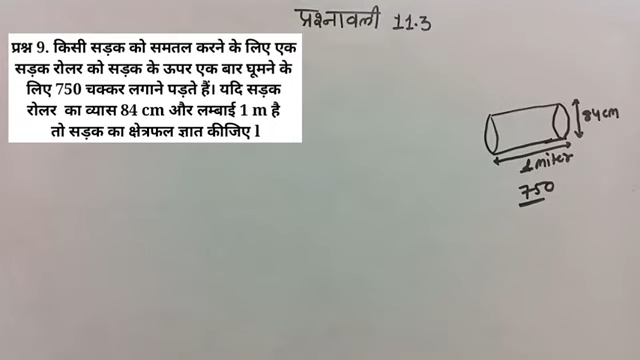 प्रश्नावली 11.3
प्रश्न 9. किसी सड़क को समतल करने के लिए एक
सड़क रोलर को सड़क के ऊपर एक बार घूमने के
लिए 750 चक्कर लगाने पड़ते हैं। यदि सड़क
रोलर का व्यास 84 cm और लम्बाई 1 m है
तो सड़क का क्षेत्रफल ज्ञात कीजिए l
84cm
1 miter
750